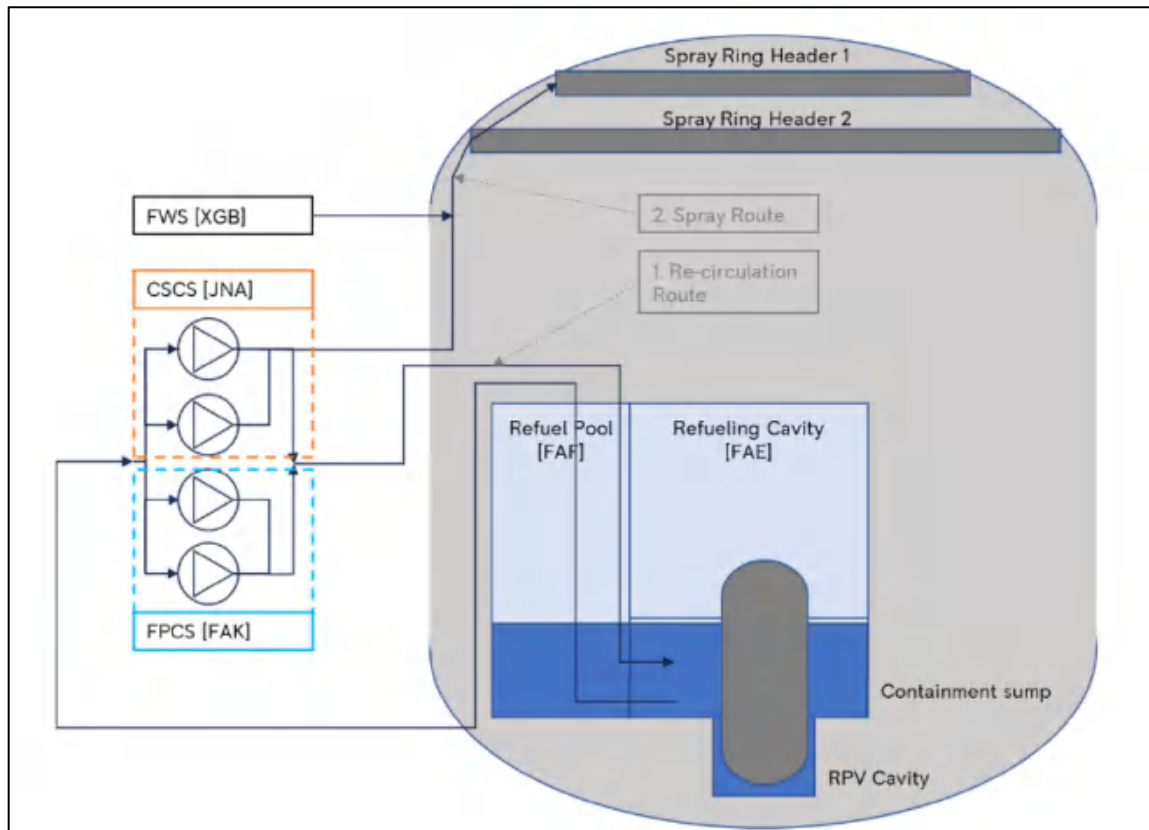 Spray Ring Header 1
Spray Ring Header 2
FWS [XGB]
2. Spray Route
CSCS [JNA]
1. Re-circulation
Route
Refuel Pool
[FAF]
Refueling Cavity
[FAE]
FPCS [FAK]
Containment sump
RPV Cavity